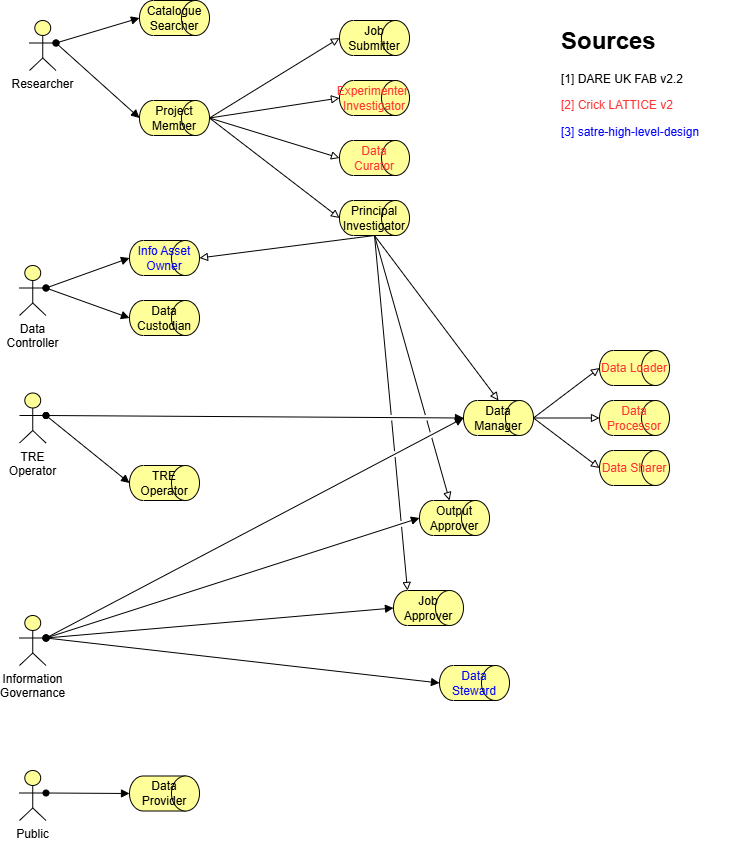 Catalogue
Searcher
Researcher
Project
Member
Job
Submitter
Experimenter
Investigator
Data
Curator
Principal
Investigator
Sources
[1] DARE UK FAB v2.2
[2] Crick LATTICE v2
[3] satre-high-level-design
Info Asset
Owner
Data
Custodian
Data
Controller
Data Loader
Data
Processor
Data Sharer
Data
Manager
TRE
Operator
TRE
Operator
Output
Approver
Job
Approver
Information
Governance
Data
Steward
Data
Provider
Public